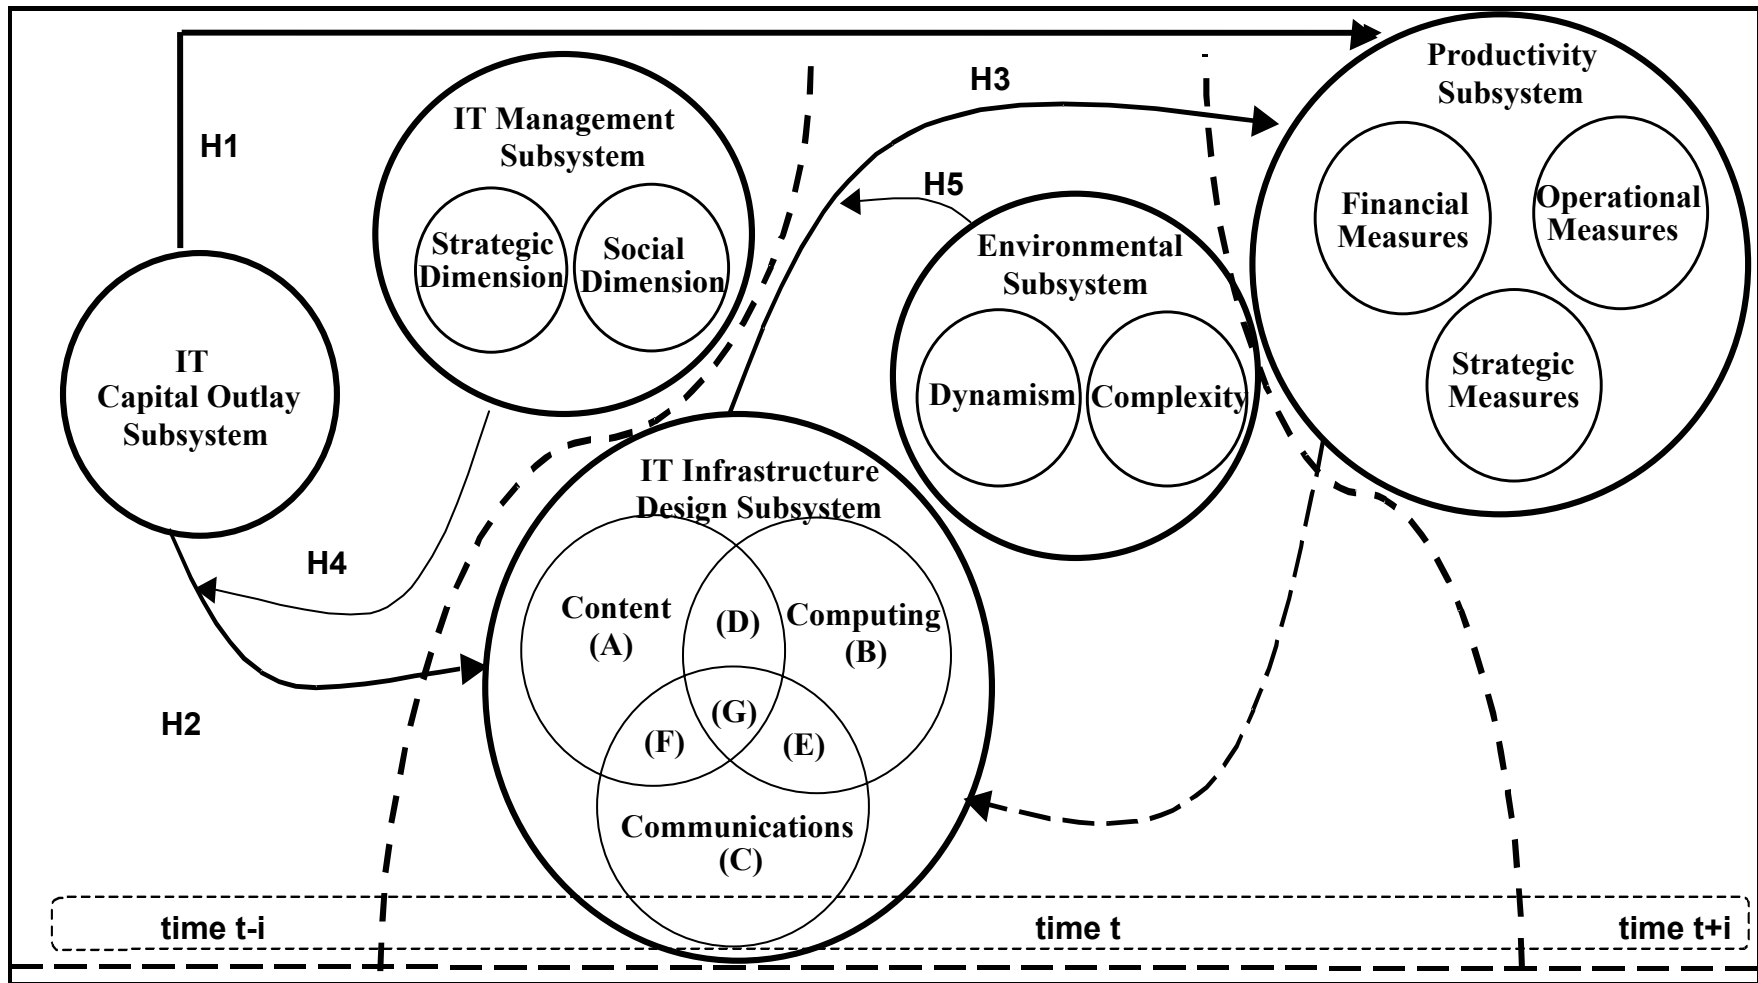 H1
IT Management
Subsystem
Strategic
Dimension
Social
Dimension
H3
H5
Productivity
Subsystem
Financial
Measures
Operational
Measures
Strategic
Measures
Environmental
Subsystem
Dynamism
Complexity
IT
Capital Outlay
Subsystem
H4
H2
IT Infrastructure
Design Subsystem
Content
(A)
(D)
Computing
(B)
(G)
(F)
(E)
Communications
(C)
time t-i
time t
time t+i